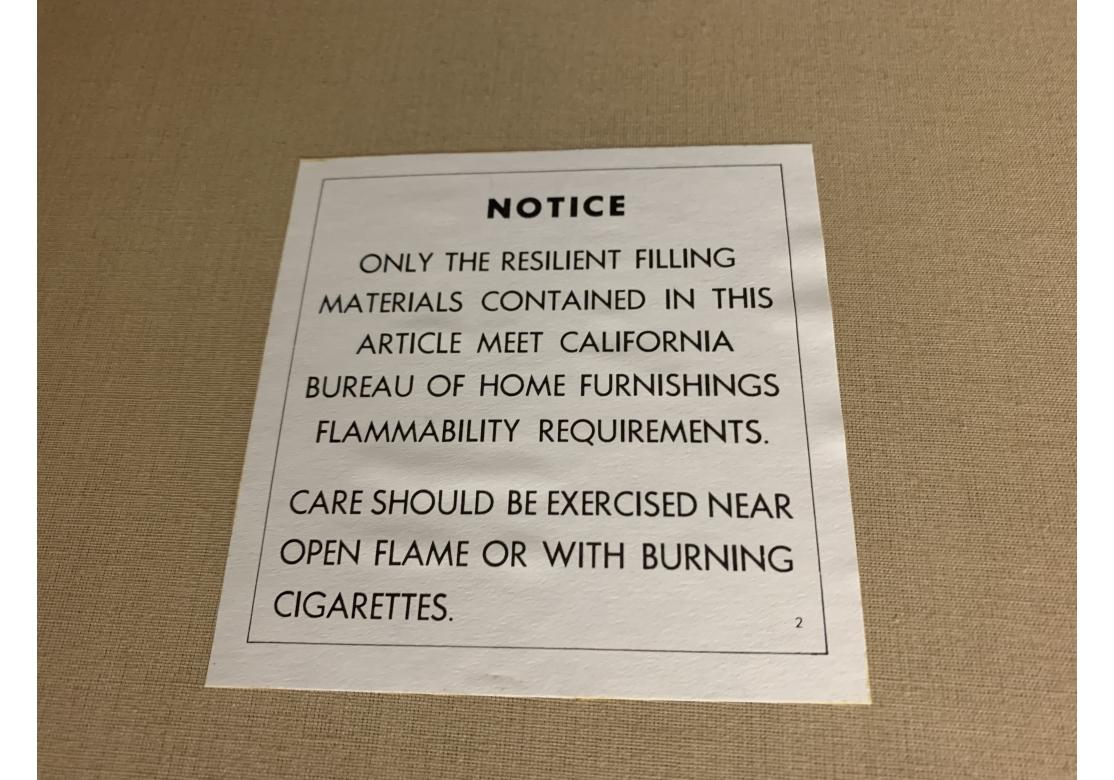 NOTICE
ONLY THE RESILIENT FILLING
MATERIALS CONTAINED IN THIS
ARTICLE MEET CALIFORNIA
BUREAU OF HOME FURNISHINGS
FLAMMABILITY REQUIREMENTS.
CARE SHOULD BE EXERCISED NEAR
OPEN FLAME OR WITH BURNING
CIGARETTES.
2